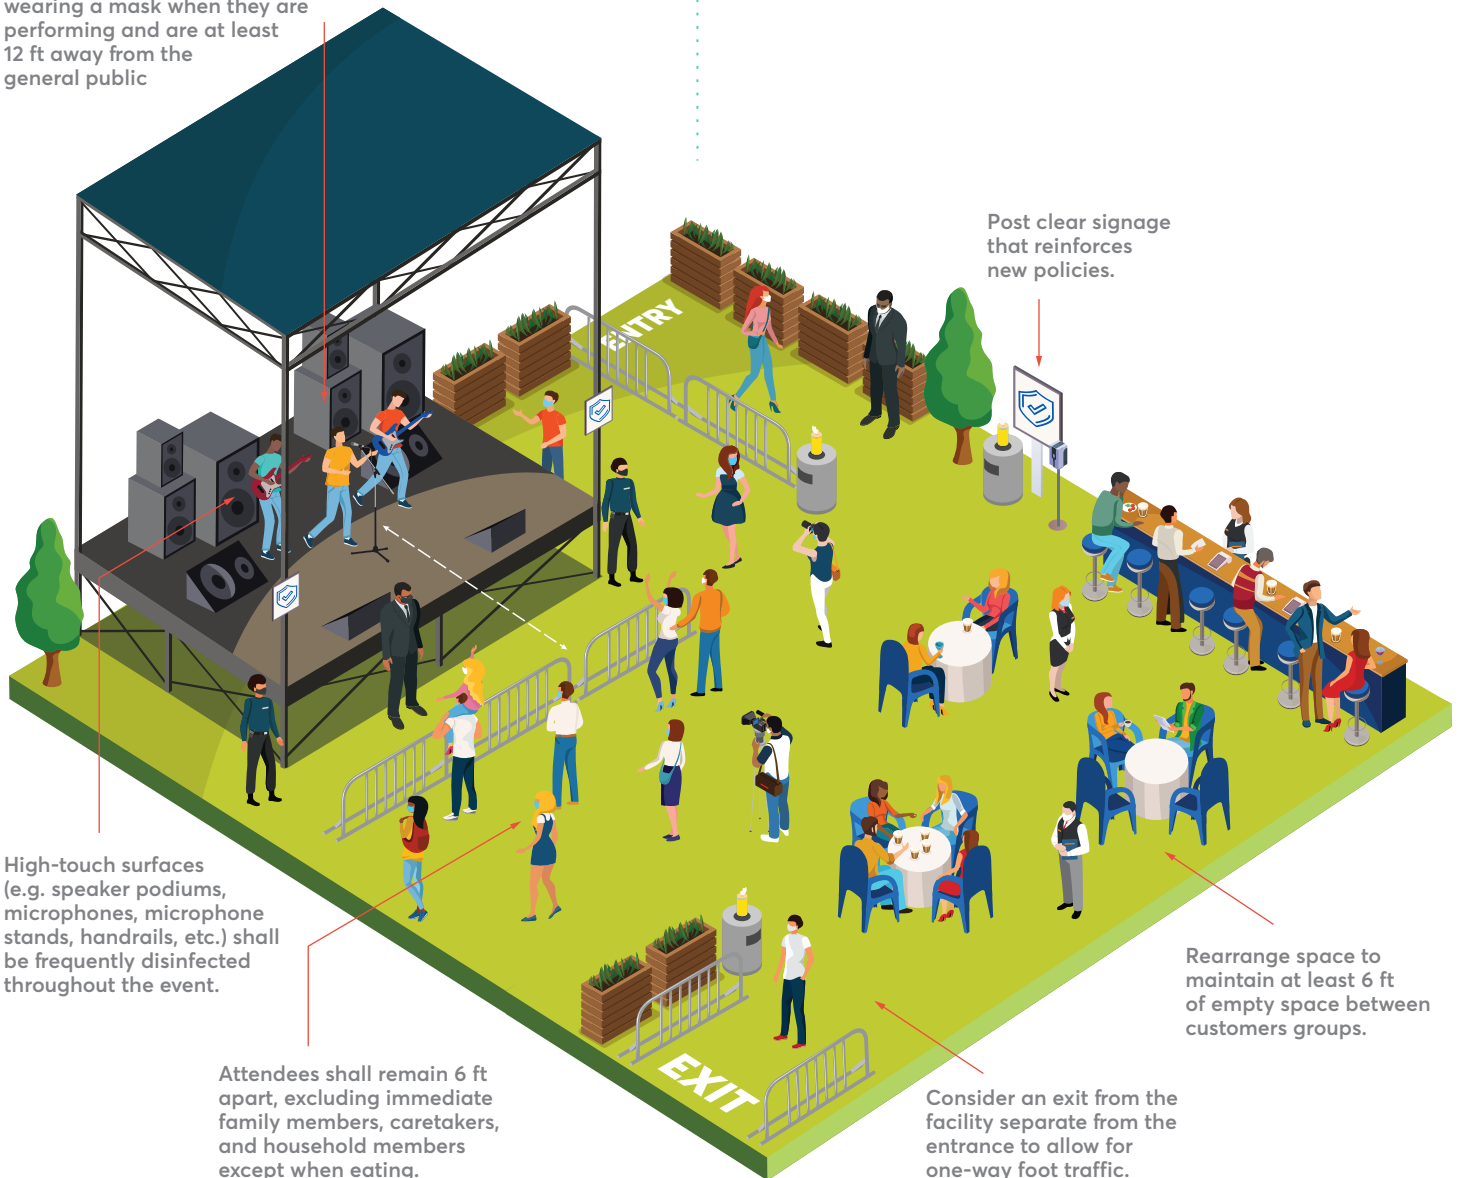 wearing a mask when they are
performing and are at least
12 ft away from the
general public
Post clear signage
that reinforces
new policies.
ENTRY
High-touch surfaces
(e.g. speaker podiums,
microphones, microphone
stands, handrails, etc.) shall
be frequently disinfected
throughout the event.
Rearrange space to
maintain at least 6 ft
of empty space between
customers groups.
EXIT
Attendees shall remain 6 ft
apart, excluding immediate
family members, caretakers,
and household members
except when eating.
Consider an exit from the
facility separate from the
entrance to allow for
one-way foot traffic.